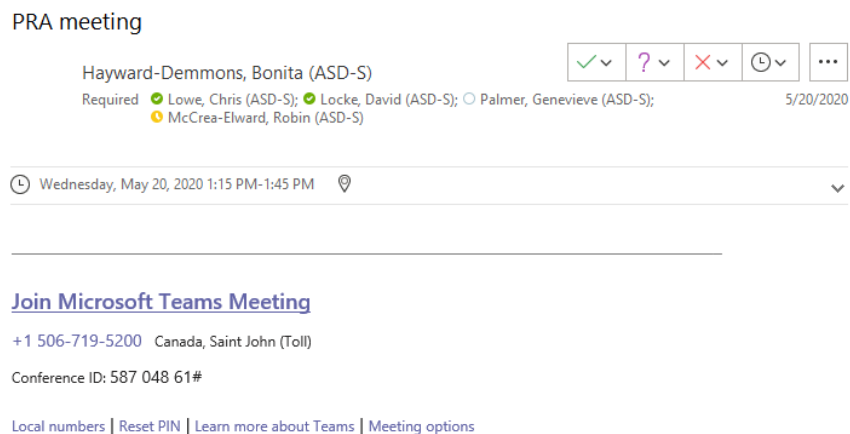 PRA meeting
Hayward-Demmons, Bonita (ASD-S)
Required Lowe, Chris (ASD-S); Locke, David (ASD-S); Palmer, Genevieve (ASD-S);
McCrea-Elward, Robin (ASD-S)
5/20/2020
Wednesday, May 20, 2020 1:15 PM-1:45 PM
Join Microsoft Teams Meeting
+1 506-719-5200 Canada, Saint John (Toll)
Conference ID: 587 048 61#
Local numbers | Reset PIN | Learn more about Teams | Meeting options